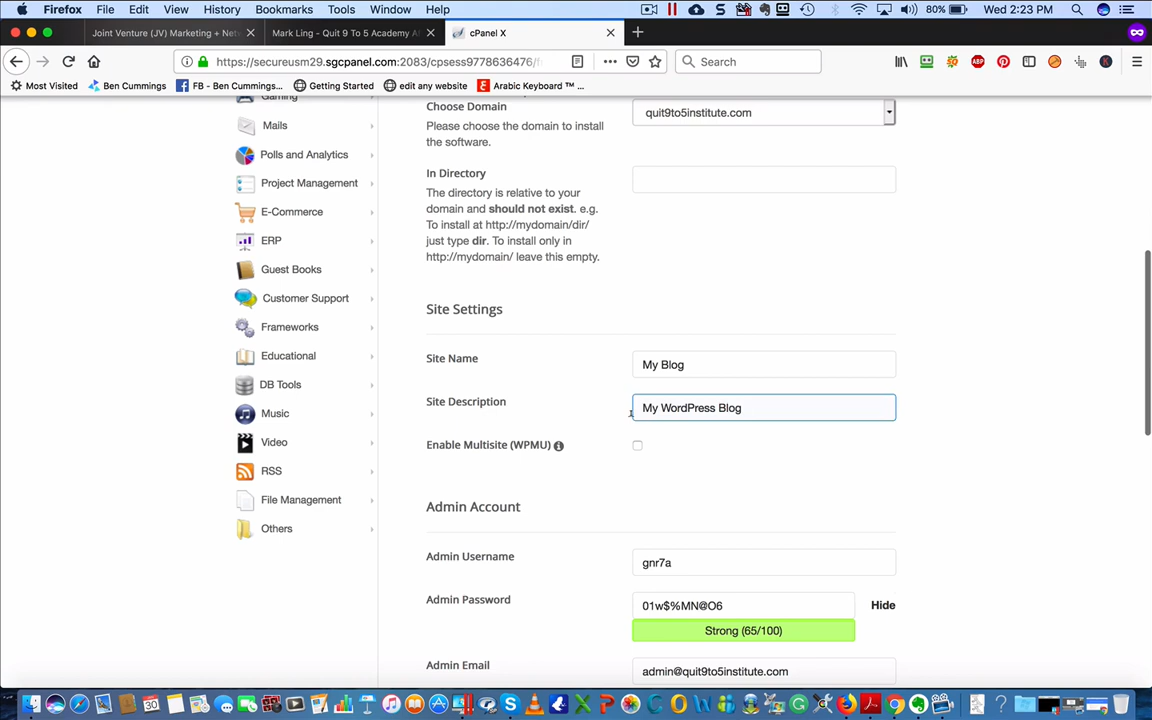 Firefox File Edit View History Bookmarks Tools Window Help 80% Wed 2:23 PM
Joint Venture (JV) Marketing + Net Mark Ling - Quit 9 To 5 Academy cPanel X
https://secureusm29.sgcpanel.com:2083/cpsess9778636476/ Search
Most Visited Ben Cummings FB - Ben Cummings... Getting Started edit any website Arabic Keyboard ™ ...
Gaming
Mails
Polls and Analytics
Project Management
E-Commerce
ERP
Guest Books
Customer Support
Frameworks
Educational
DB Tools
Music
Video
RSS
File Management
Others
Choose Domain
Please choose the domain to install
the software.
quit9to5institute.com
In Directory
The directory is relative to your
domain and should not exist. e.g.
To install at http://mydomain/dir/
just type dir. To install only in
http://mydomain/ leave this empty.
Site Settings
Site Name My Blog
Site Description My WordPress Blog
Enable Multisite (WPMU)
Admin Account
Admin Username gnr7a
Admin Password 01w$%MN@O6 Hide
Strong (65/100)
Admin Email admin@quit9to5institute.com